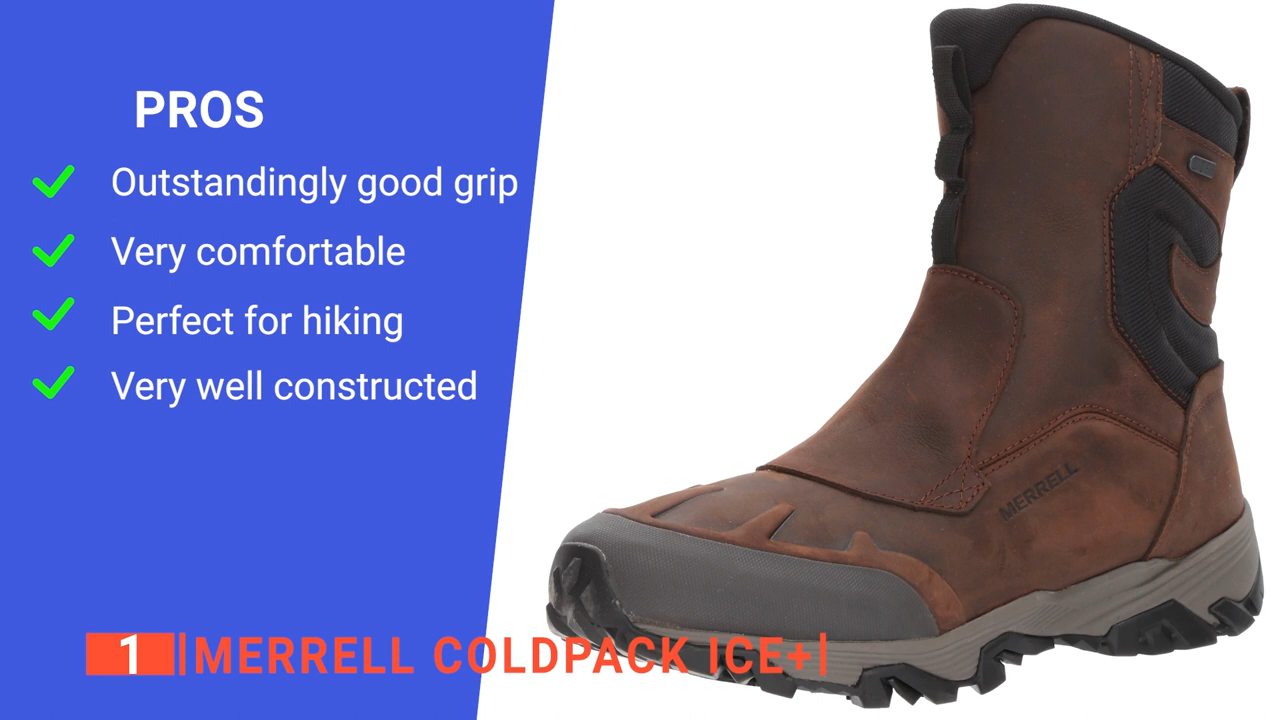 PROS
Outstandingly good grip
Very comfortable
Perfect for hiking
Very well constructed
MERRELL
1 MERRELL COLDPACK ICE+